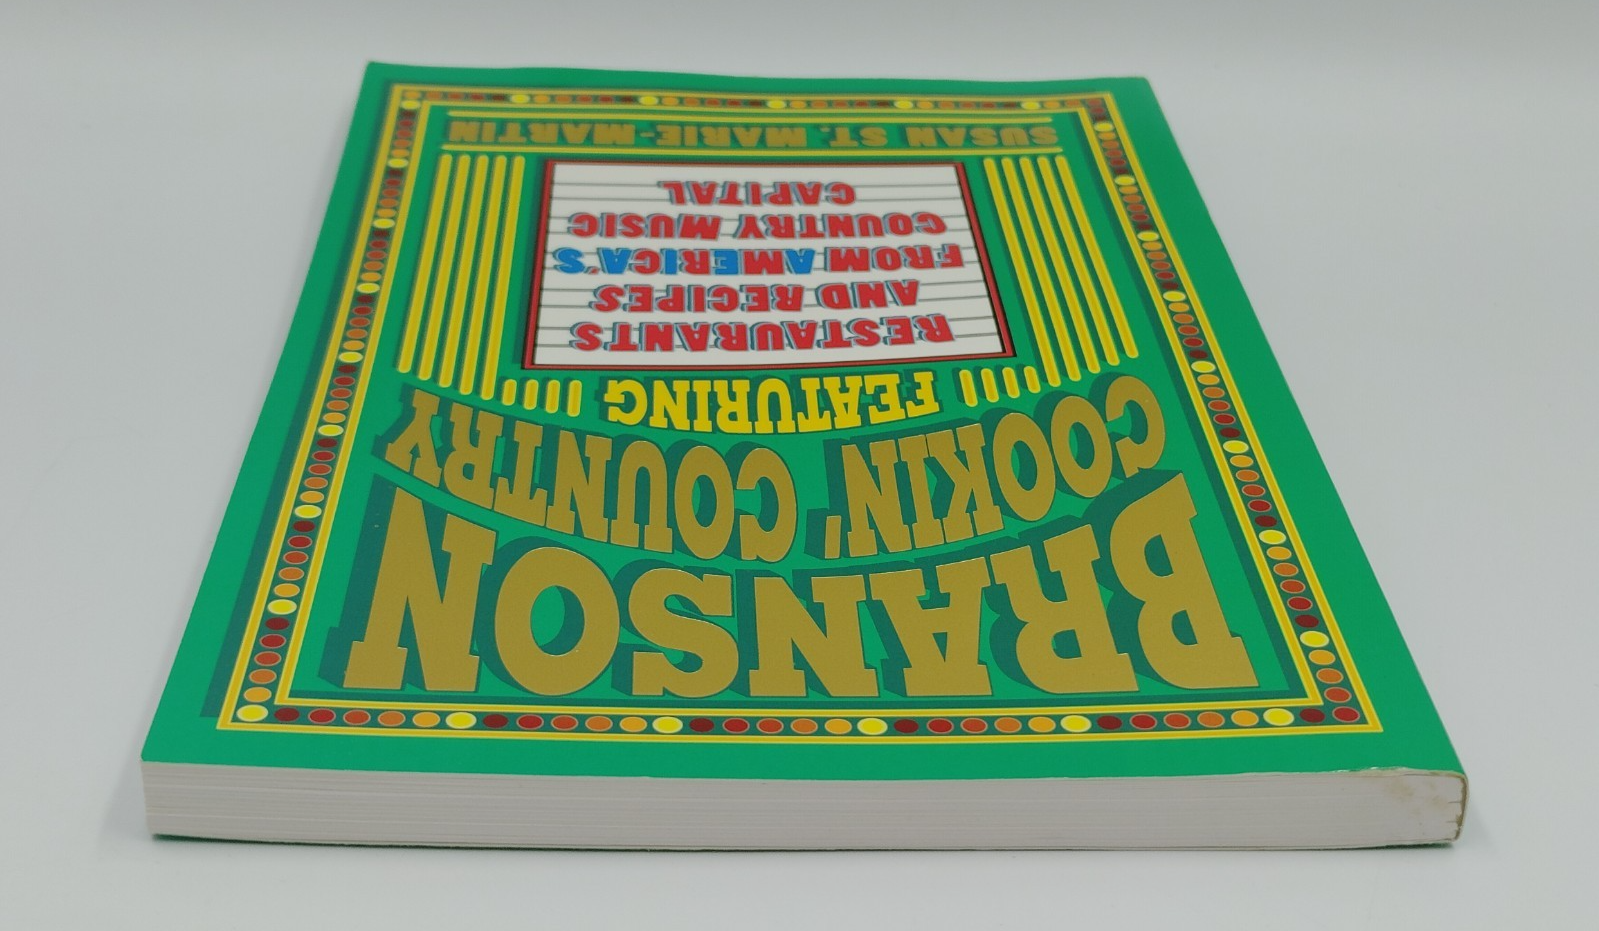 BRANSON
COOKIN' COUNTRY
FEATURING
RESTAURANTS
AND RECIPES
FROM AMERICA'S
COUNTRY MUSIC
CAPITAL
SUSAN ST. MARIE-MARTIN